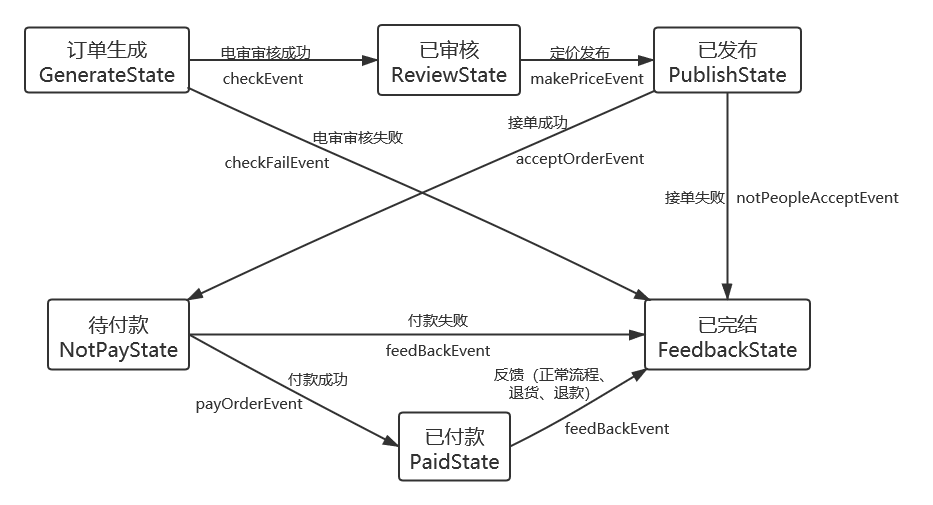 订单生成
GenerateState
电审审核成功
checkEvent
已审核
ReviewState
定价发布
makePriceEvent
已发布
PublishState
电审审核失败
checkFailEvent
接单成功
acceptOrderEvent
接单失败
notPeopleAcceptEvent
待付款
NotPayState
付款失败
feedBackEvent
已完结
FeedbackState
付款成功
payOrderEvent
反馈（正常流程、
退货、退款）
feedBackEvent
已付款
PaidState